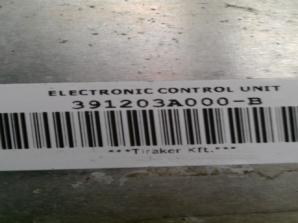 ELECTRONIC CONTROL UNIT
391203A000-B
***Tiraker Kft.***